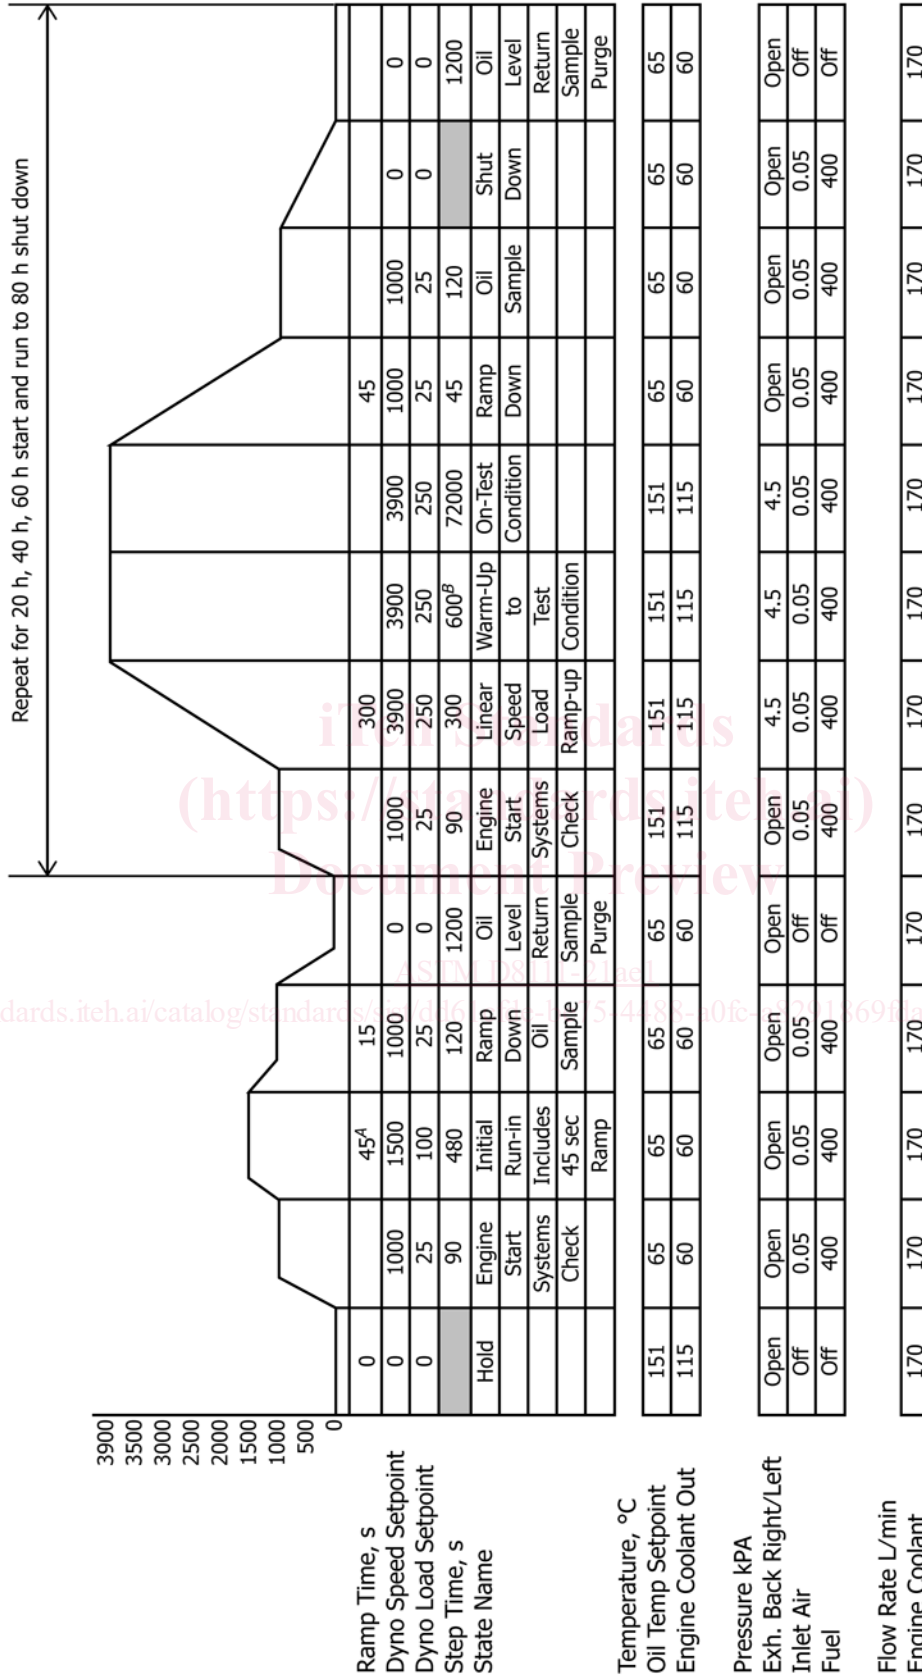 Repeat for 20 h, 40 h, 60 h start and run to 80 h shut down
3900
3500
3000
2500
2000
1500
1000
500
0
Ramp Time, s 0 45A 15 300 45
Dyno Speed Setpoint 0 1000 1500 1000 0 1000 3900 3900 3900 1000 1000 0 0
Dyno Load Setpoint 0 25 100 25 0 25 250 250 250 25 25 0 0
Step Time, s 90 480 120 1200 90 300 600B 72000 45 120 1200
State Name Hold Engine Initial Ramp Oil Engine Linear Warm-Up On-Test Ramp Oil Shut Oil
Start Run-in Down Level Start Speed to Condition Down Sample Down Level
Systems Includes Oil Return Systems Load Test Return
Check 45 sec Sample Sample Check Ramp-up Condition Sample
Ramp Purge Purge
Temperature, °C
Oil Temp Setpoint 151 65 65 65 65 151 151 151 151 65 65 65 65
Engine Coolant Out 115 60 60 60 60 115 115 115 115 60 60 60 60
Pressure kPA
Exh. Back Right/Left Open Open Open Open Open Open 4.5 4.5 4.5 Open Open Open Open
Inlet Air Off 0.05 0.05 0.05 Off 0.05 0.05 0.05 0.05 0.05 0.05 0.05 Off
Fuel Off 400 400 400 Off 400 400 400 400 400 400 400 Off
Flow Rate L/min
Engine Coolant 170 170 170 170 170 170 170 170 170 170 170 170 170
iTeh Standards
(https://standards.iteh.ai)
Document Preview
ASTM D8111-21ae1